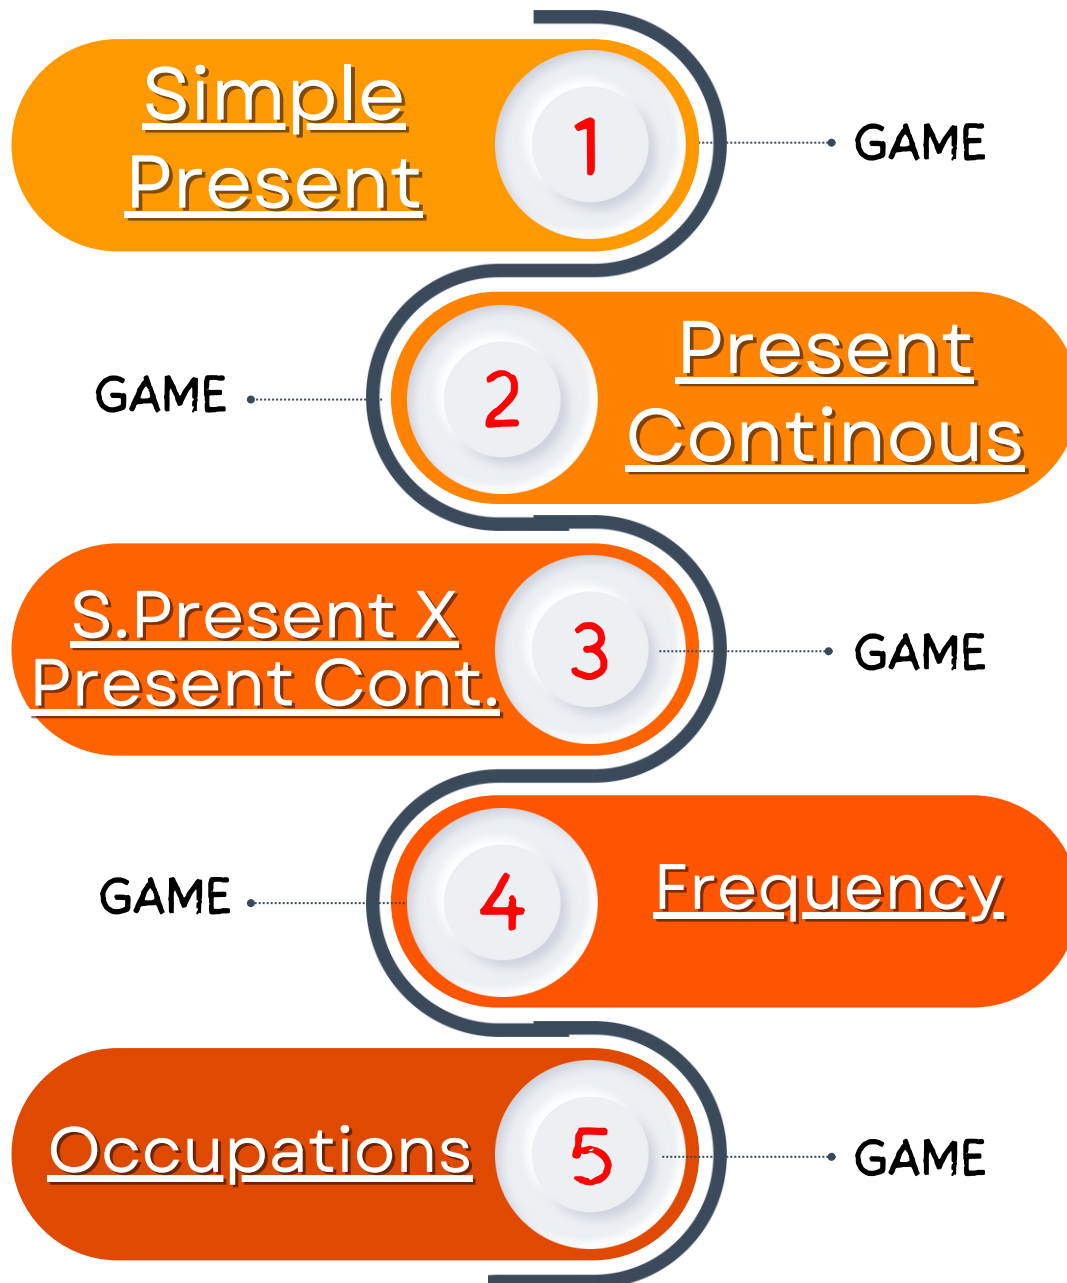 Simple
Present
1
GAME
GAME
2
Present
Continous
S.Present X
Present Cont.
3
GAME
GAME
4
Frequency
Occupations
5
GAME